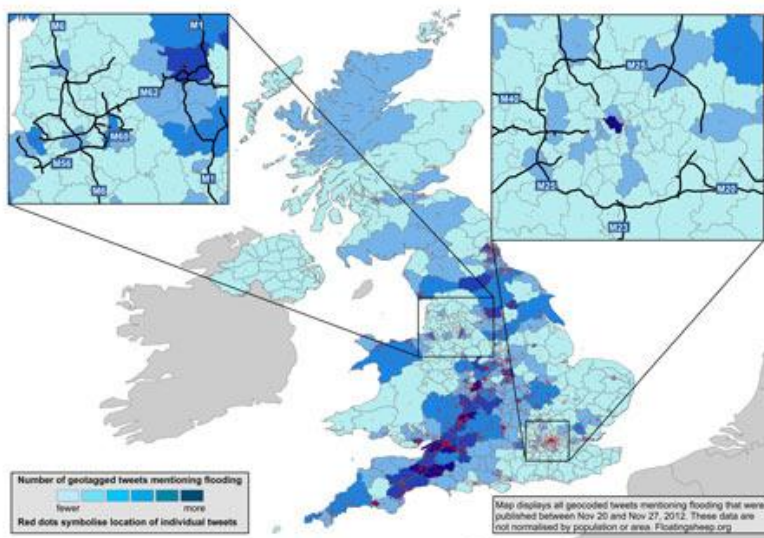 M6
M1
M62
M60
M56
M6
M1
M25
M40
M25
M20
M23
Number of geotagged tweets mentioning flooding
fewer
more
Red dots symbolise location of individual tweets
Map displays all geocoded tweets mentioning flooding that were
published between Nov 20 and Nov 27, 2012. These data are
not normalised by population or area. Floatingsheep.org